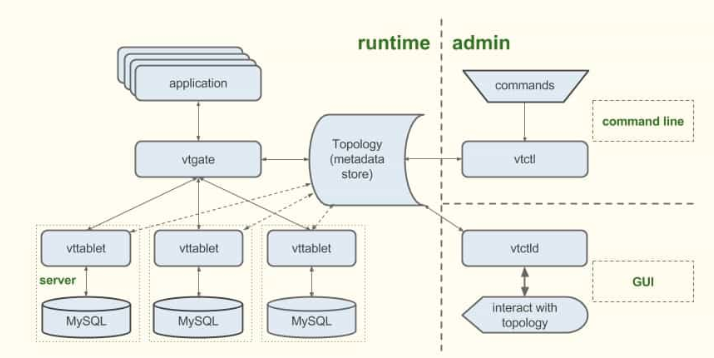 runtime
admin
application
commands
command line
Topology
(metadata
store)
vtgate
vtctl
vttablet
vttablet
vttablet
vtctld
server
GUI
MySQL
MySQL
MySQL
interact with
topology